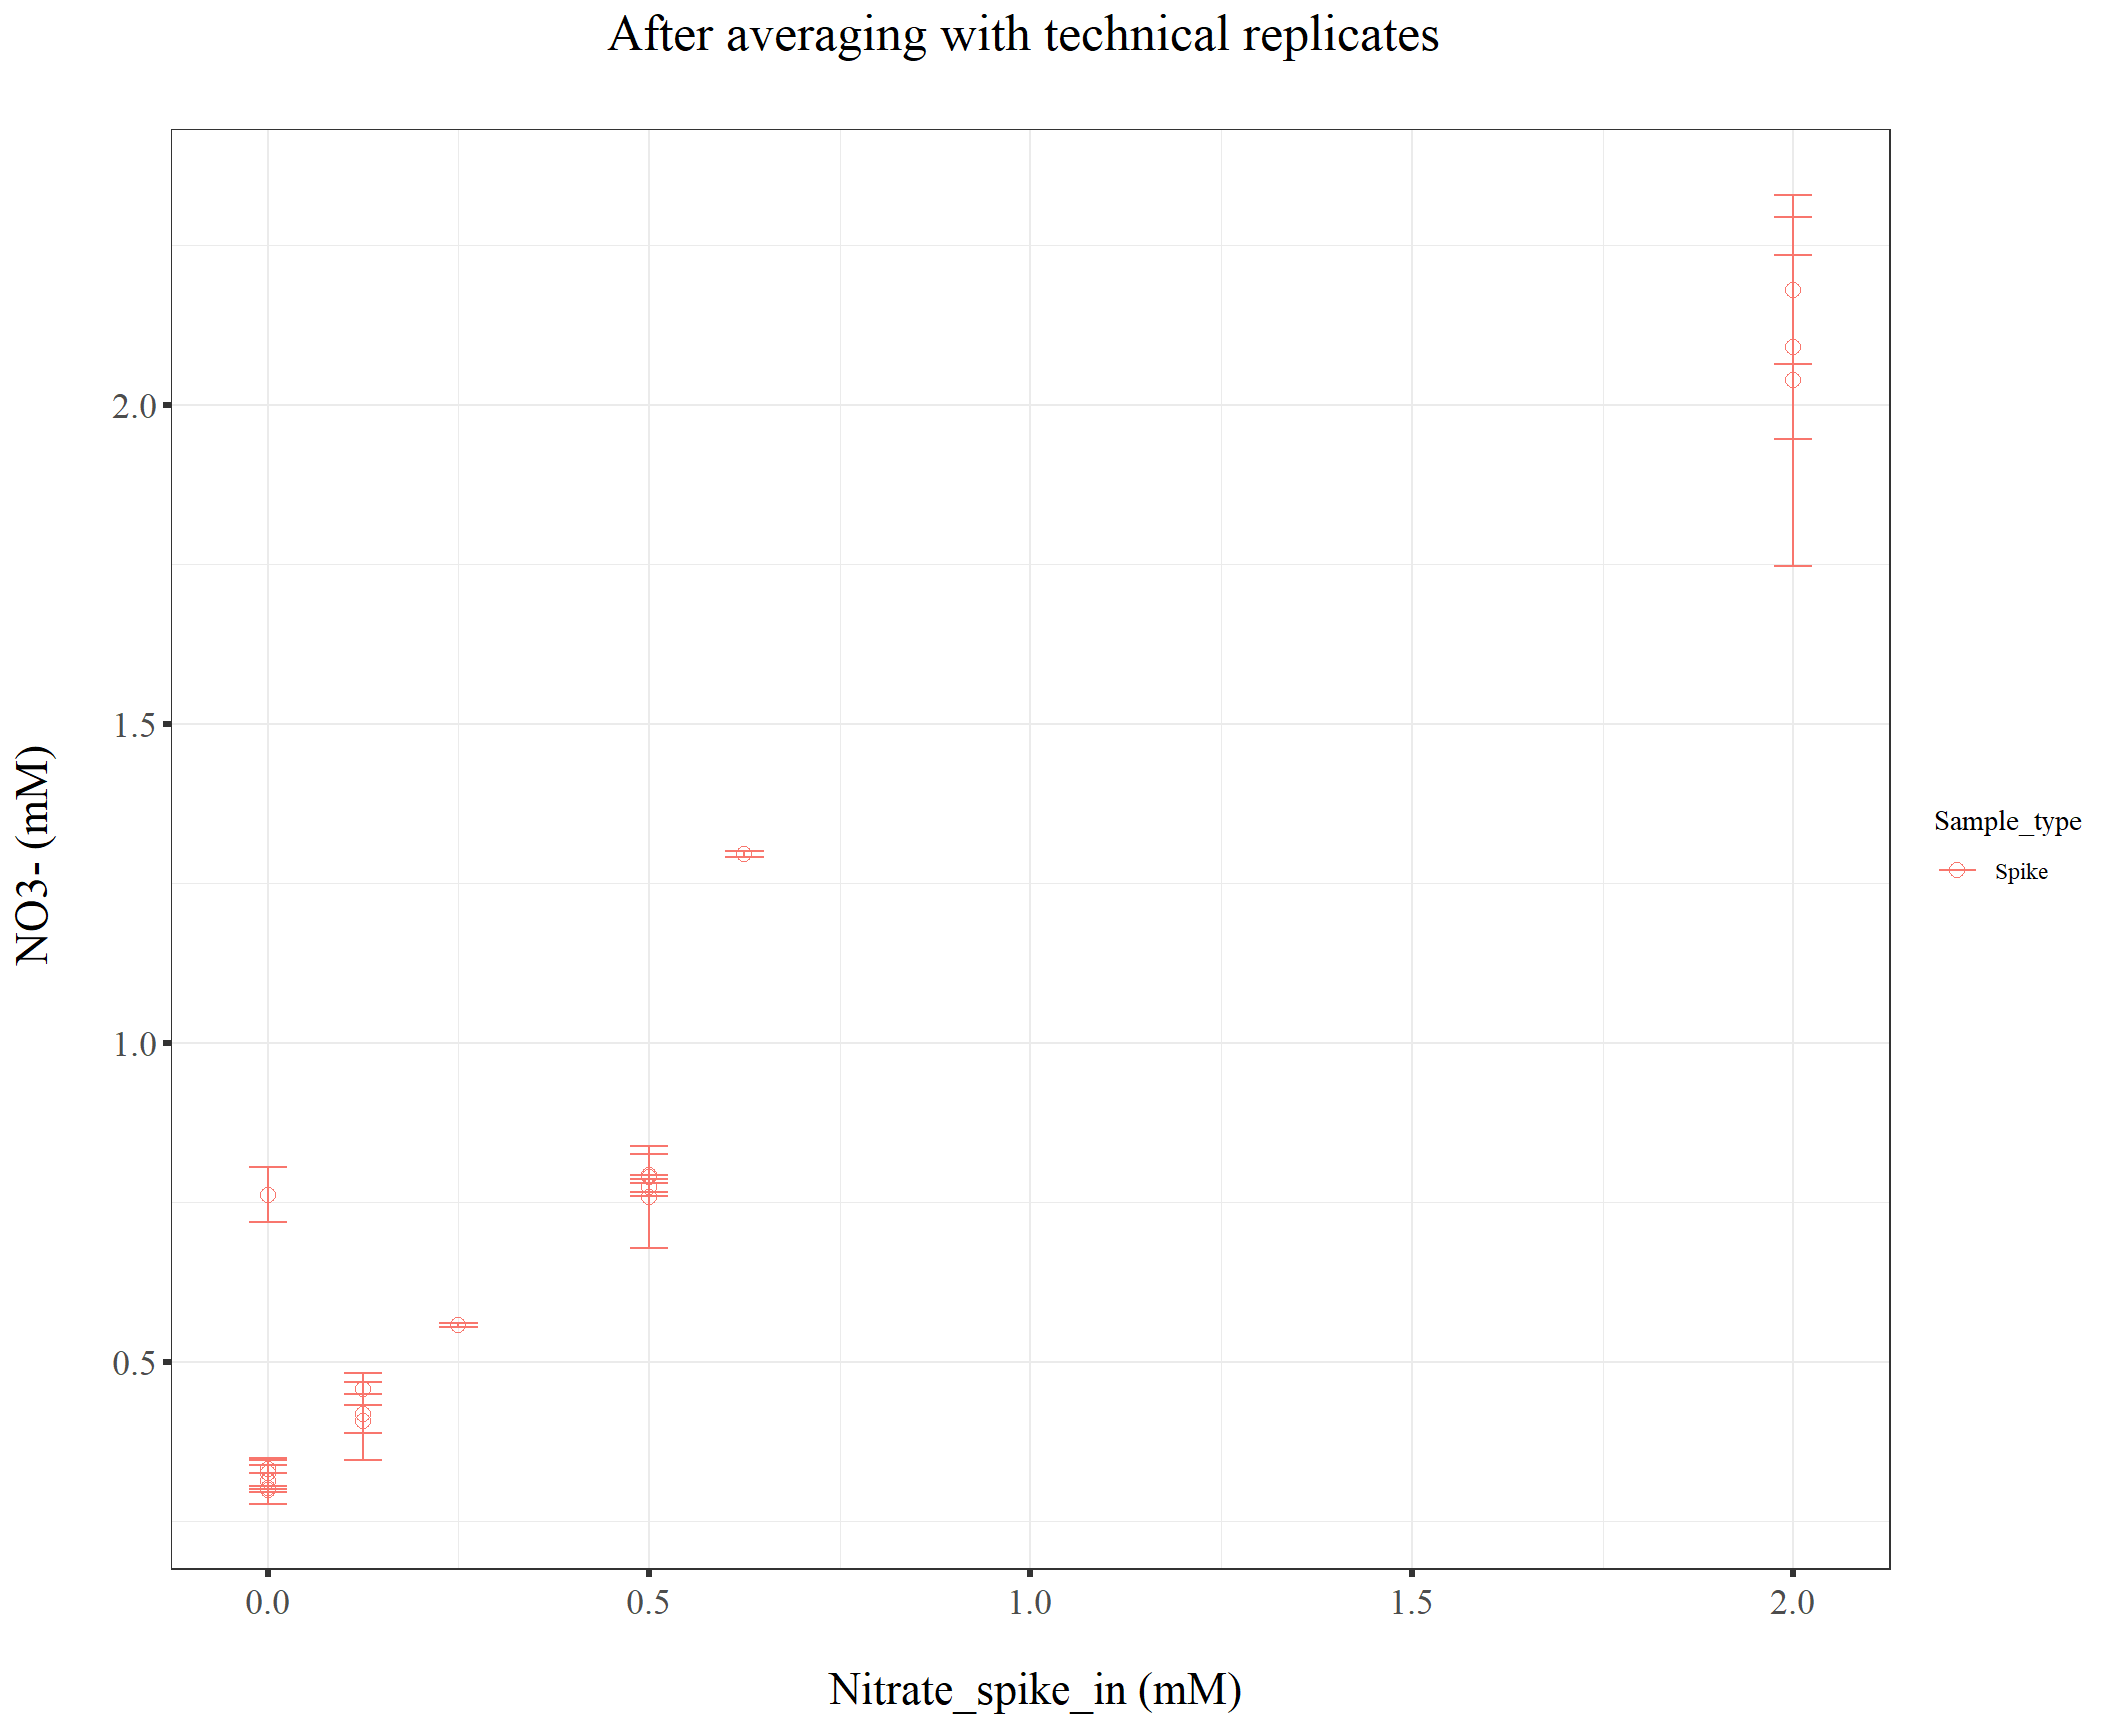 After averaging with technical replicates
NO3- (mM)
2.0
1.5
1.0
0.5
0.0
0.5
1.0
1.5
2.0
Nitrate_spike_in (mM)
Sample_type
Spike